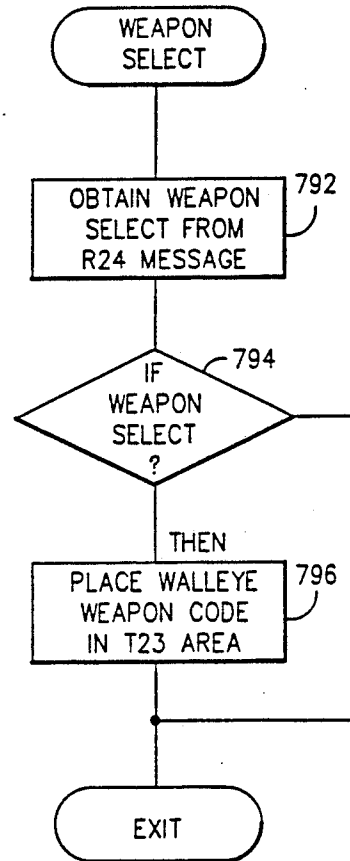 WEAPON
SELECT
792
OBTAIN WEAPON
SELECT FROM
R24 MESSAGE
794
IF
WEAPON
SELECT
?
THEN
796
PLACE WALLEYE
WEAPON CODE
IN T23 AREA
EXIT